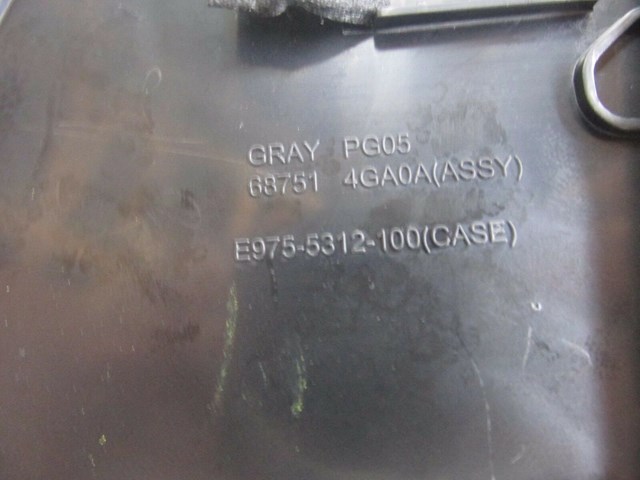 GRAY PG05
68751 4GA0A(ASSY)
E975-5312-100(CASE)